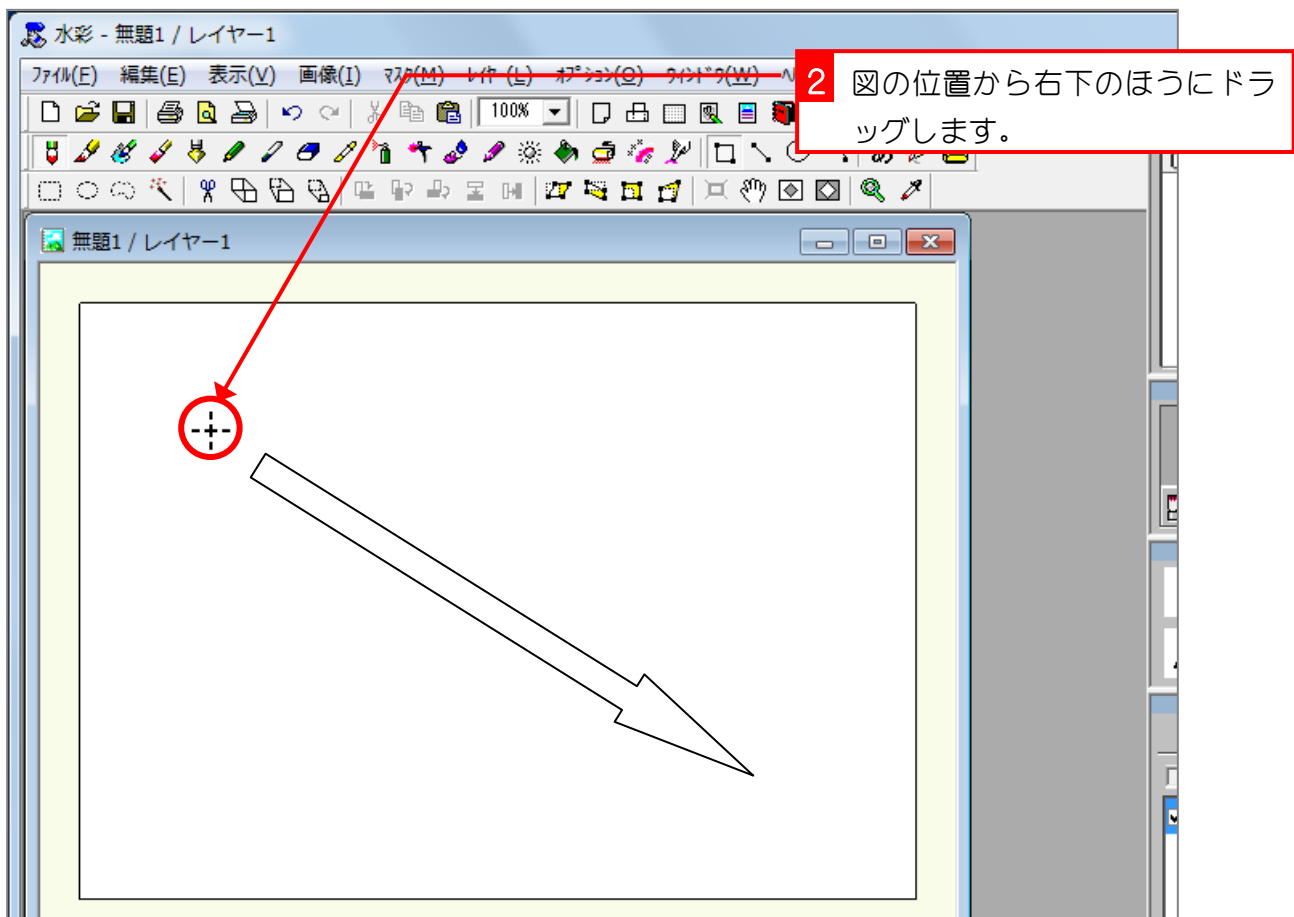 水彩 - 無題1 / レイヤー1
ファイル(F) 編集(E) 表示(V) 画像(I) マスク(M) レイヤー(L) オプション(O) ウィンドウ(W) ヘ
2 図の位置から右下のほうにドラ
ッグします。
100%
無題1 / レイヤー1